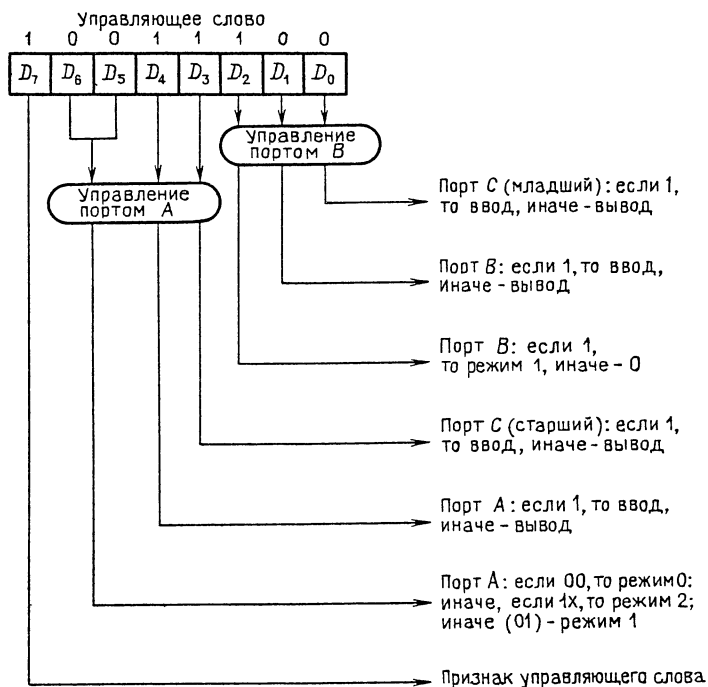 Управляющее слово
1 0 0 1 1 1 0 0
D7 D6 D5 D4 D3 D2 D1 D0
Управление
портом B
Управление
портом A
Порт C (младший): если 1,
то ввод, иначе - вывод
Порт B: если 1, то ввод,
иначе - вывод
Порт B: если 1,
то режим 1, иначе - 0
Порт C (старший): если 1,
то ввод, иначе - вывод
Порт A: если 1, то ввод,
иначе - вывод
Порт A: если 00, то режим 0:
иначе, если 1X, то режим 2;
иначе (01) - режим 1
Признак управляющего слова